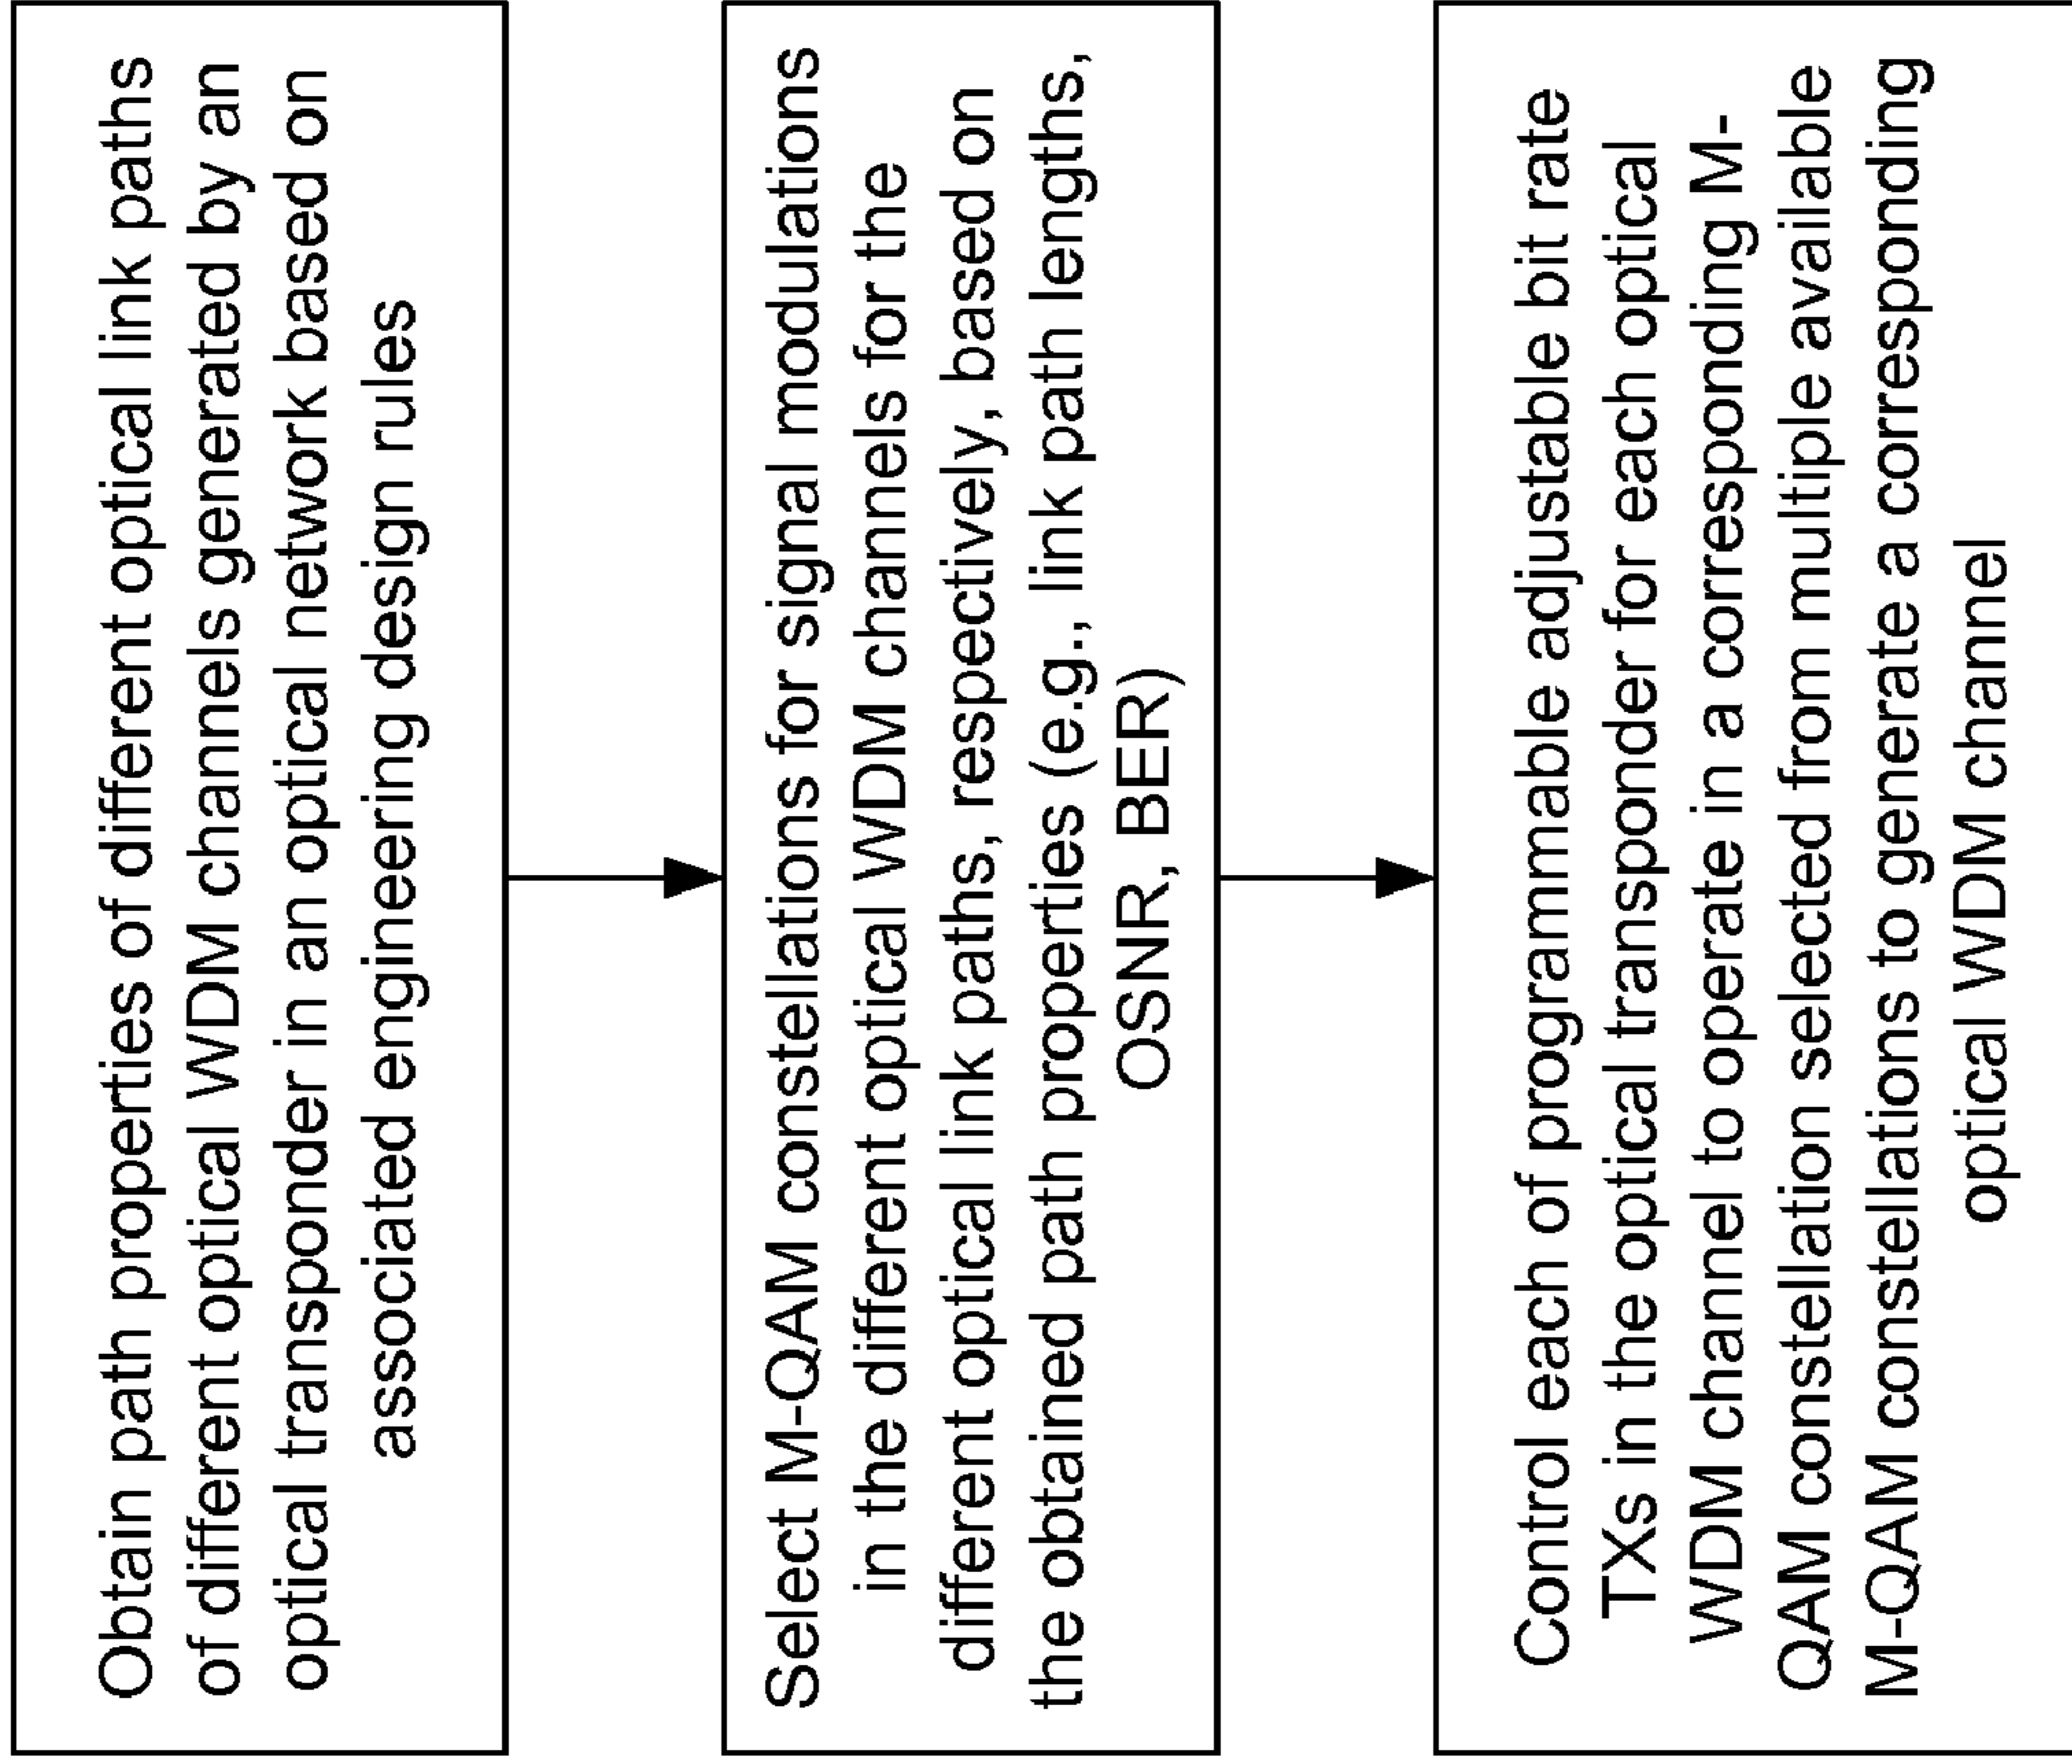 Obtain path properties of different optical link paths
of different optical WDM channels generated by an
optical transponder in an optical network based on
associated engineering design rules
Select M-QAM constellations for signal modulations
in the different optical WDM channels for the
different optical link paths, respectively, based on
the obtained path properties (e.g., link path lengths,
OSNR, BER)
Control each of programmable adjustable bit rate
TXs in the optical transponder for each optical
WDM channel to operate in a corresponding M-
QAM constellation selected from multiple available
M-QAM constellations to generate a corresponding
optical WDM channel